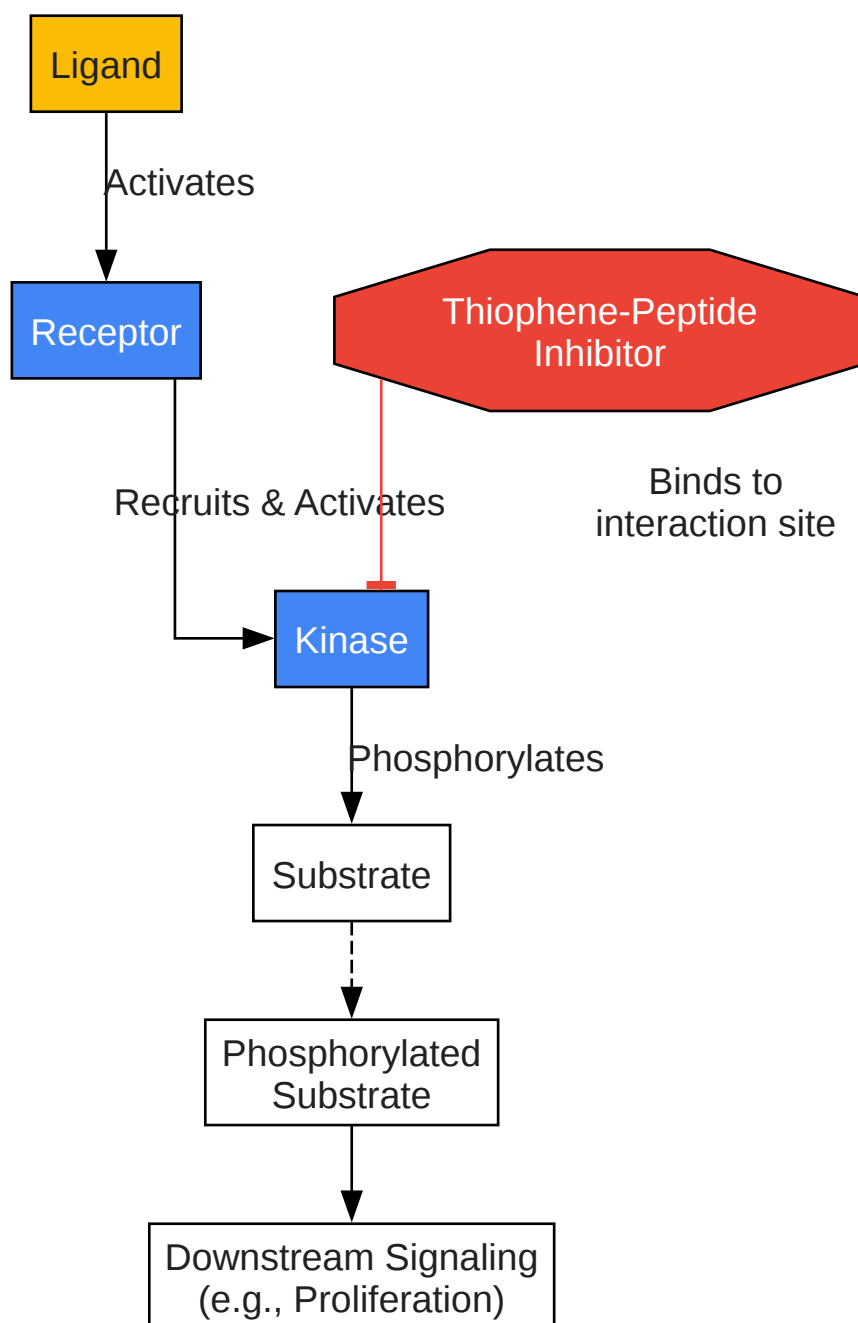 Ligand
Activates
Receptor
Thiophene-Peptide
Inhibitor
Recruits & Activates
Binds to
interaction site
Kinase
Phosphorylates
Substrate
Phosphorylated
Substrate
Downstream Signaling
(e.g., Proliferation)